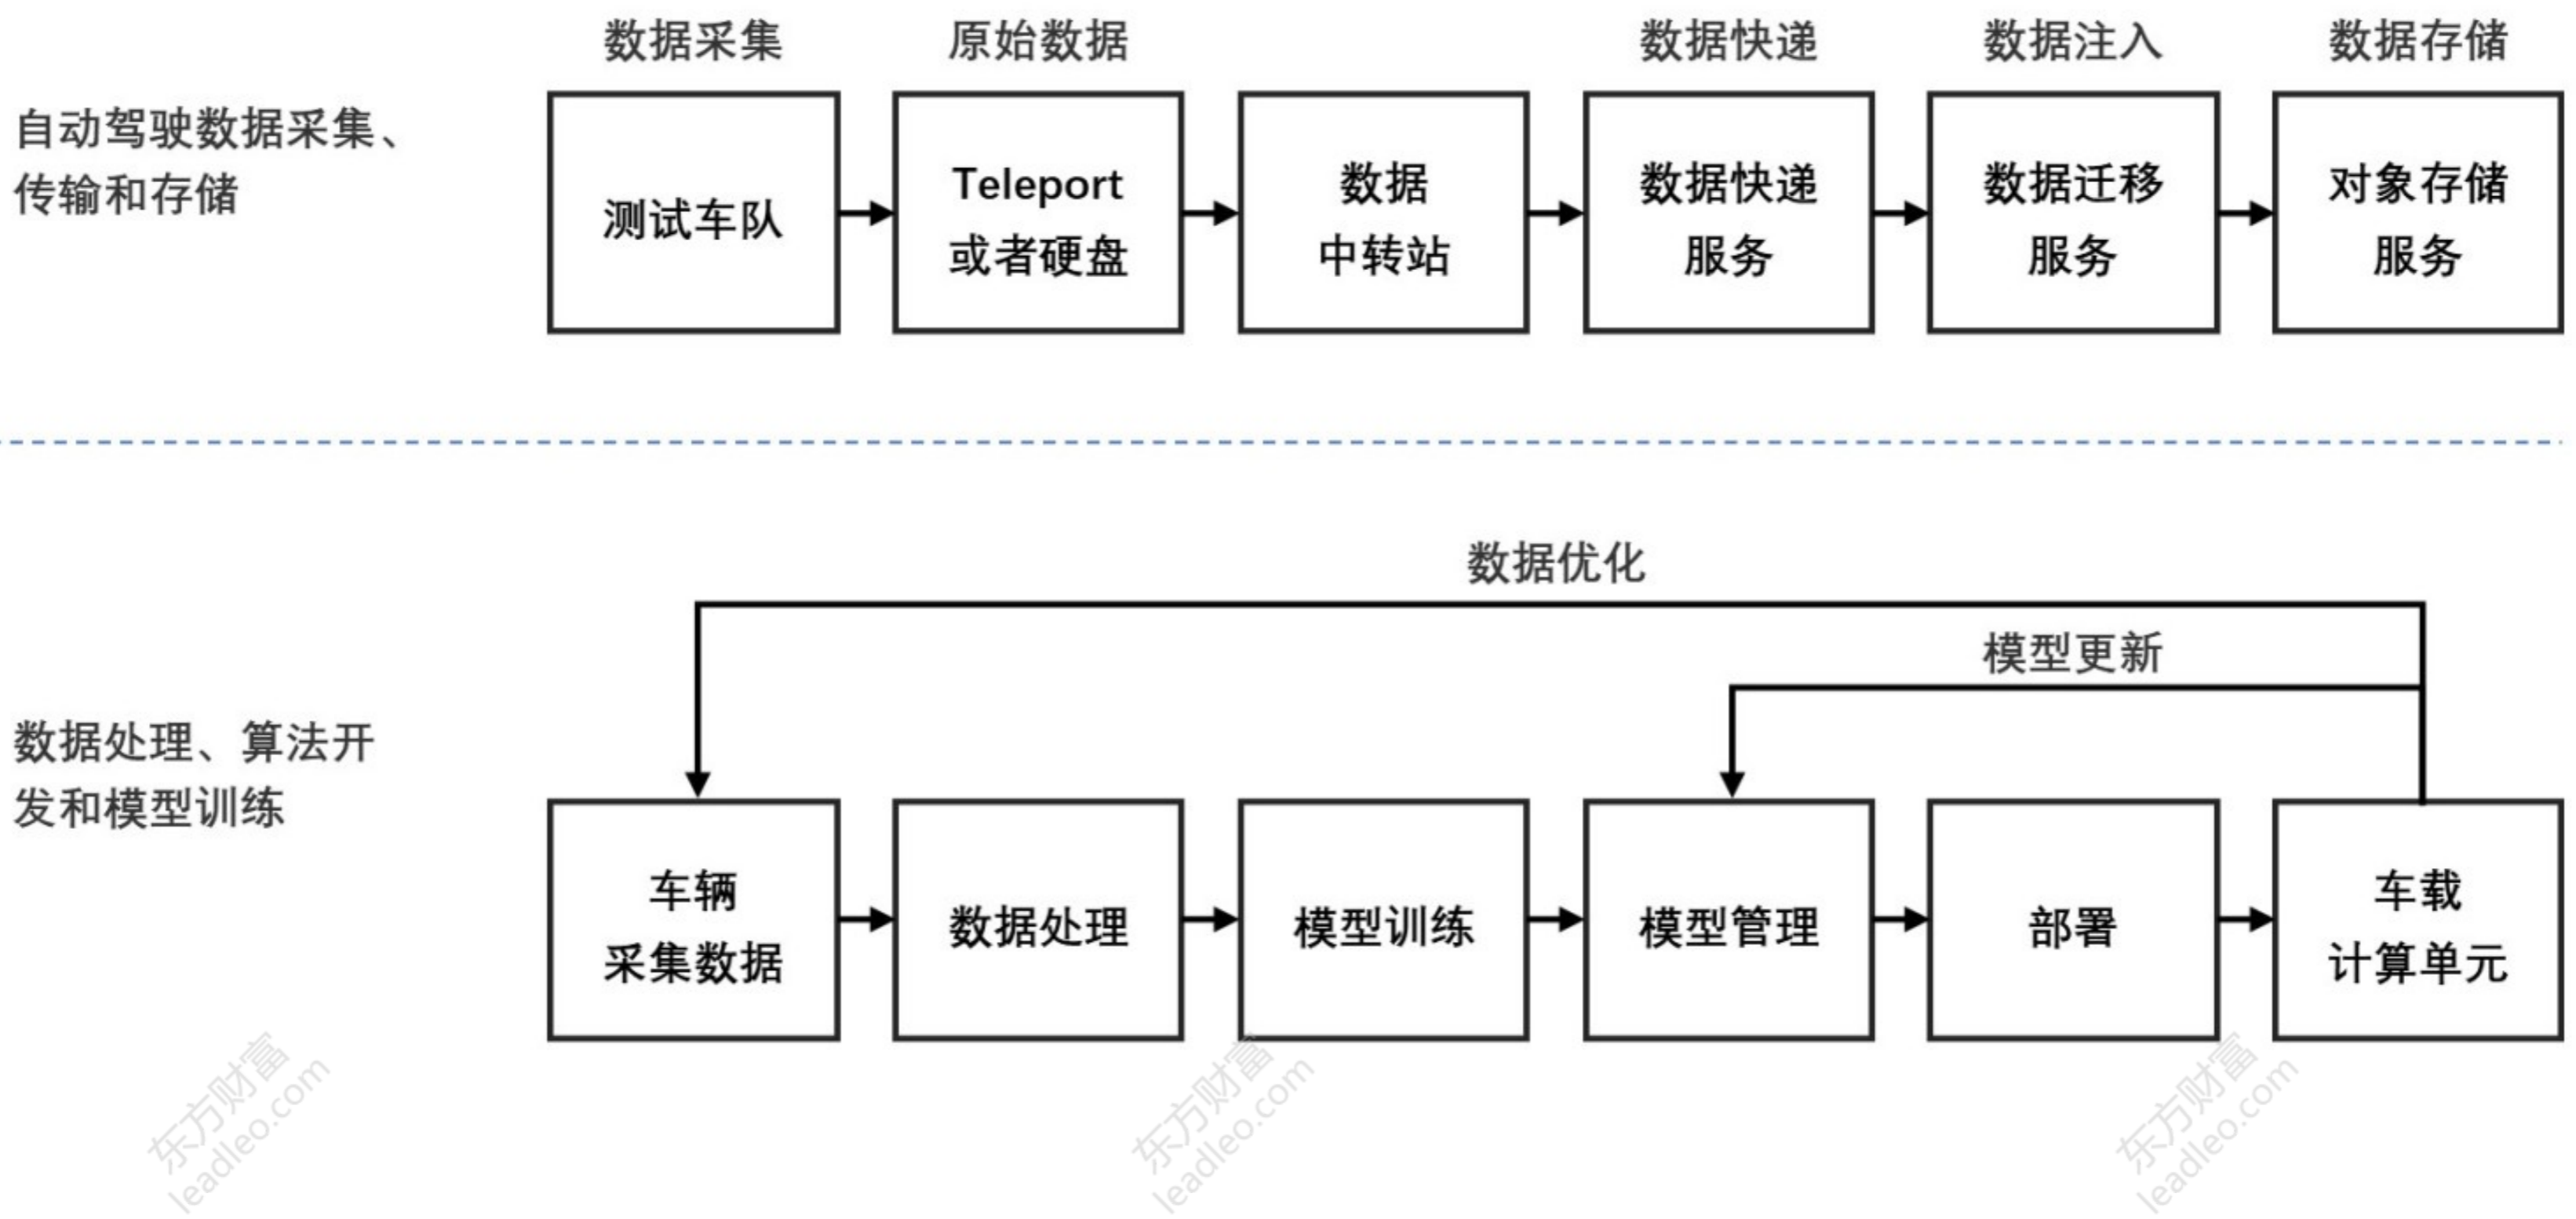 数据采集
原始数据
数据快递
数据注入
数据存储
自动驾驶数据采集、
传输和存储
测试车队
Teleport
或者硬盘
数据
中转站
数据快递
服务
数据迁移
服务
对象存储
服务
数据优化
模型更新
数据处理、算法开
发和模型训练
车辆
采集数据
数据处理
模型训练
模型管理
部署
车载
计算单元
东方财富
leadleo.com
东方财富
leadleo.com
东方财富
leadleo.com